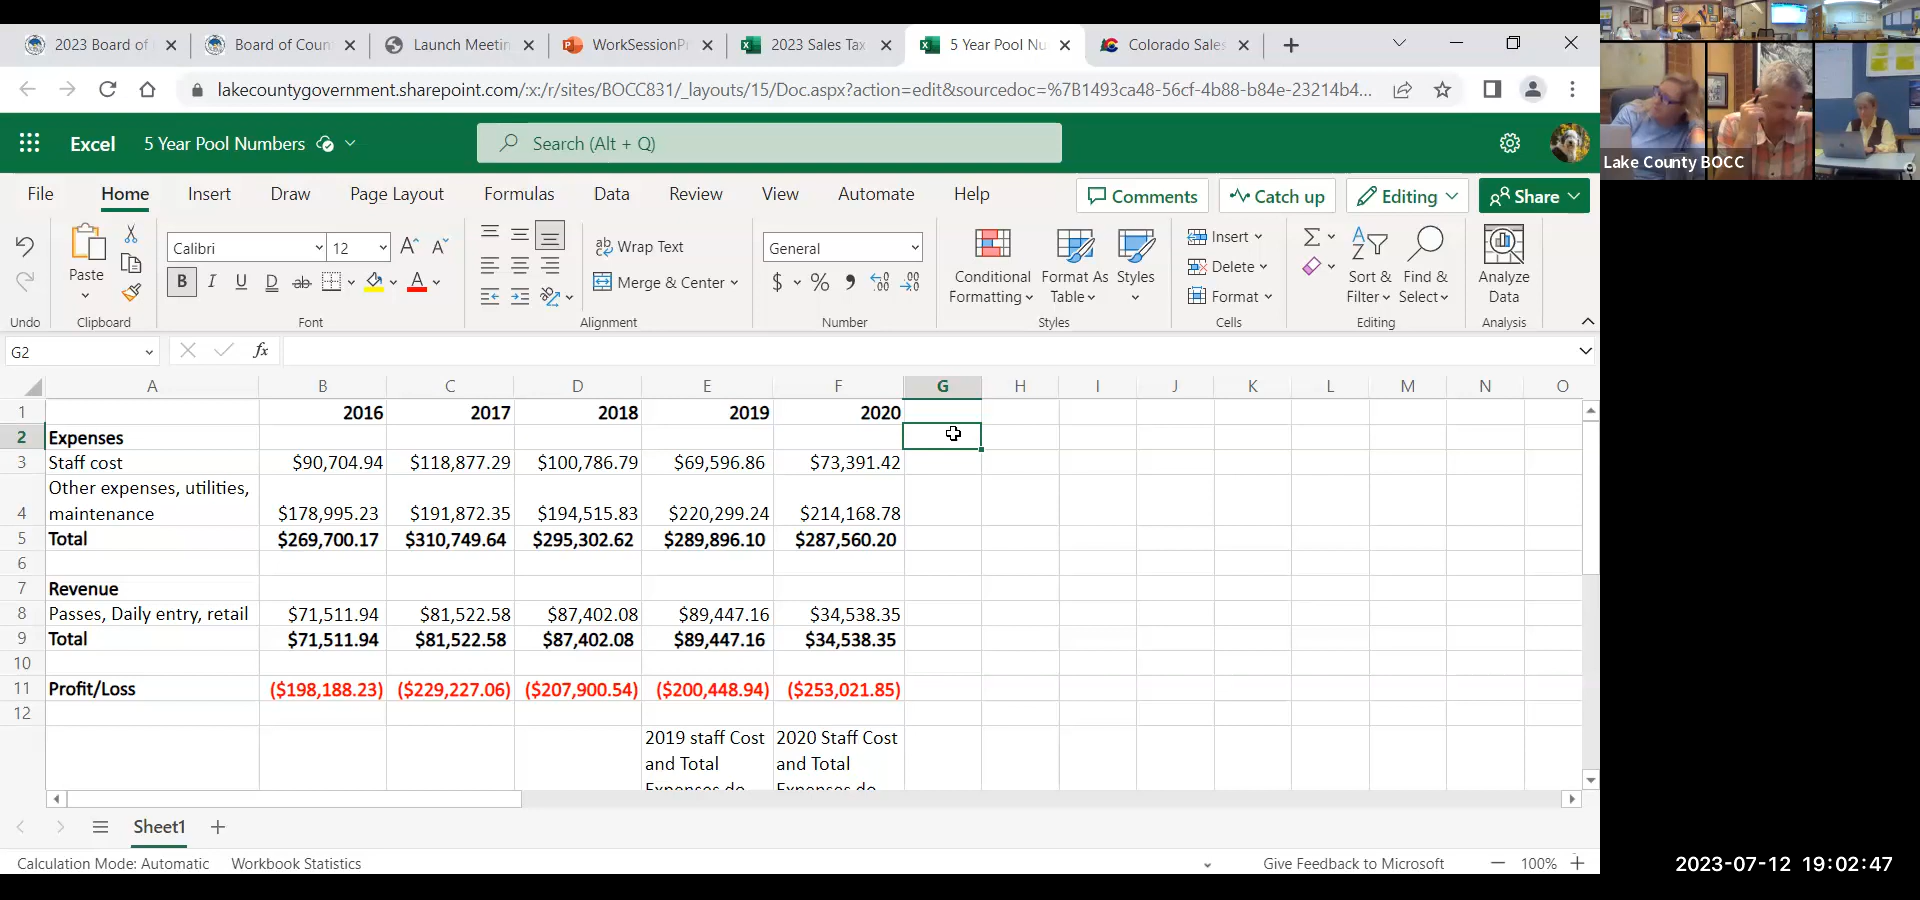 2023 Board of
Board of Coun
Launch Meetin
WorkSessionPr
2023 Sales Tax
5 Year Pool Nu
Colorado Sales
lakecountygovernment.sharepoint.com/:x:/r/sites/BOCC831/_layouts/15/Doc.aspx?action=edit&sourcedoc=%7B1493ca48-56cf-4b88-b84e-23214b4...
Excel 5 Year Pool Numbers Search (Alt + Q)
Lake County BOCC
File Home Insert Draw Page Layout Formulas Data Review View Automate Help Comments Catch up Editing Share
Calibri 12 Wrap Text General Insert
Paste B I U D ab Merge & Center $ % Conditional Formatting Format As Table Styles Delete Sort & Filter Find & Select Analyze Data
Format
Undo Clipboard Font Alignment Number Styles Cells Editing Analysis
G2 fx
A B C D E F G H I J K L M N O
1 2016 2017 2018 2019 2020
2 Expenses
3 Staff cost $90,704.94 $118,877.29 $100,786.79 $69,596.86 $73,391.42
Other expenses, utilities,
4 maintenance $178,995.23 $191,872.35 $194,515.83 $220,299.24 $214,168.78
5 Total $269,700.17 $310,749.64 $295,302.62 $289,896.10 $287,560.20
6
7 Revenue
8 Passes, Daily entry, retail $71,511.94 $81,522.58 $87,402.08 $89,447.16 $34,538.35
9 Total $71,511.94 $81,522.58 $87,402.08 $89,447.16 $34,538.35
10
11 Profit/Loss ($198,188.23) ($229,227.06) ($207,900.54) ($200,448.94) ($253,021.85)
12
2019 staff Cost 2020 Staff Cost
and Total and Total
Expenses do Expenses do
Sheet1
Calculation Mode: Automatic Workbook Statistics Give Feedback to Microsoft 100%
2023-07-12 19:02:47